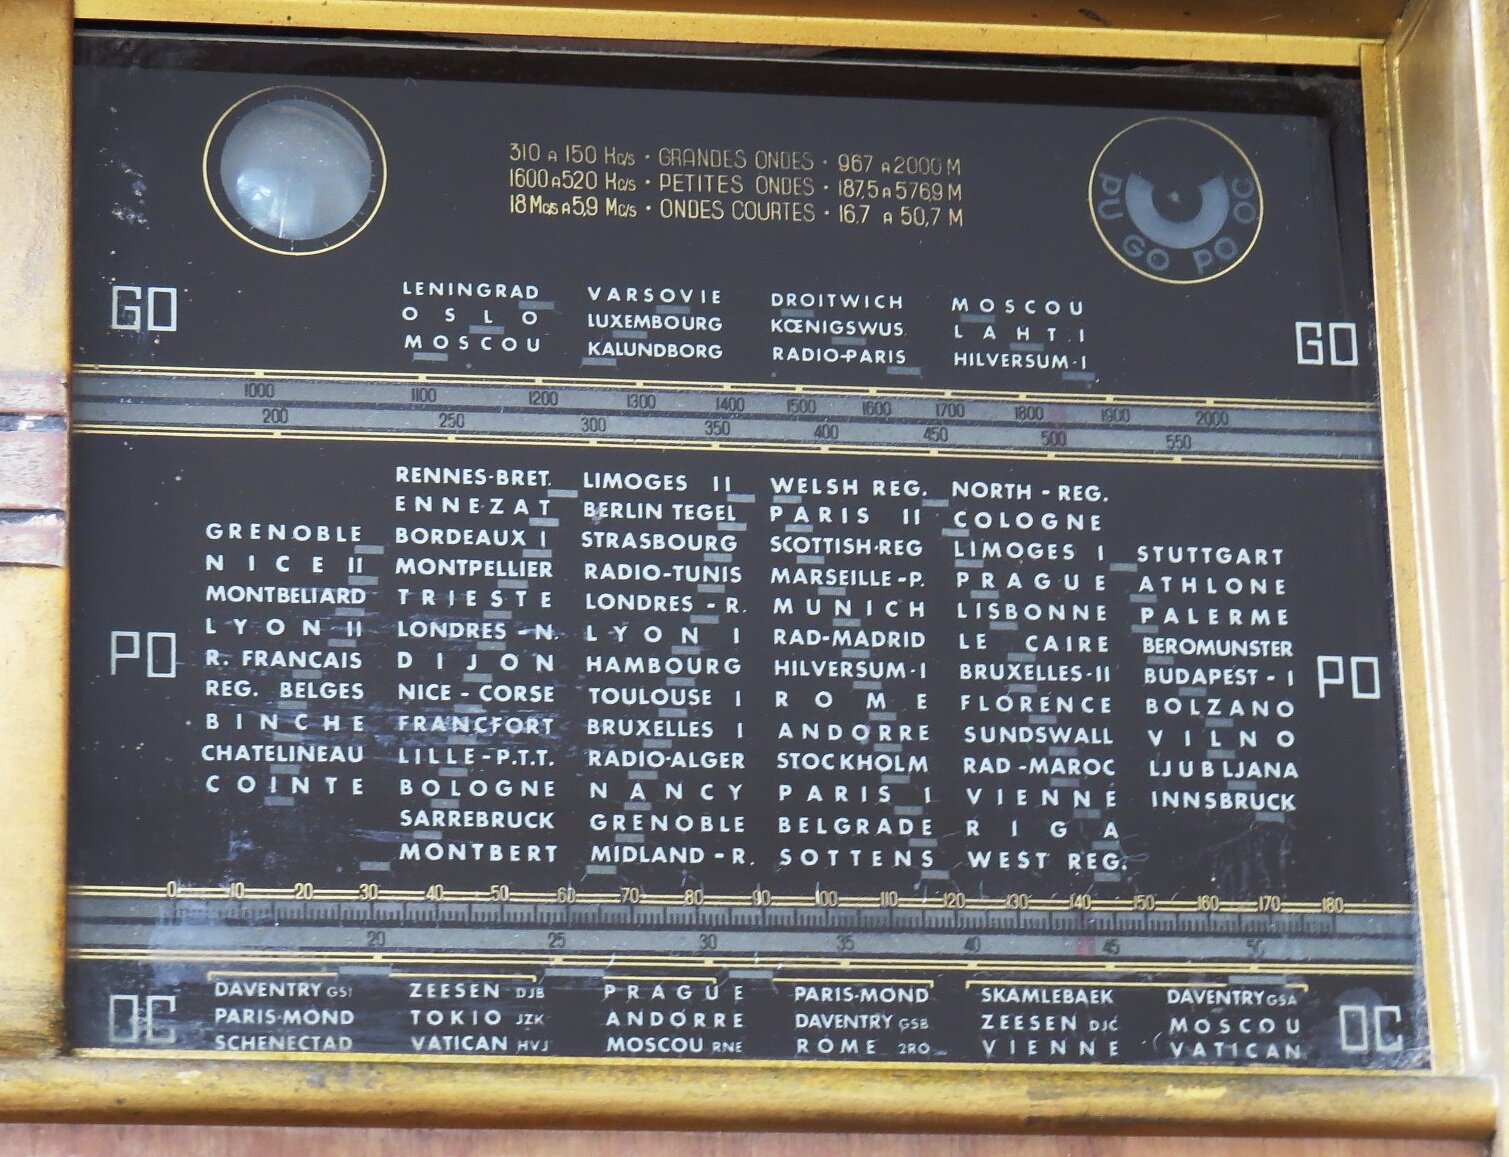 310 A 150 Hc/s · GRANDES ONDES · 967 A 2000 M
1600 A 520 Hc/s · PETITES ONDES · 187,5 A 576,9 M
18 Mc/s A 5,9 Mc/s · ONDES COURTES · 16,7 A 50,7 M
PU GO PO OC
GO
LENINGRAD VARSOVIE DROITWICH MOSCOU
OSLO LUXEMBOURG KŒNIGSWUS. LAHTI
MOSCOU KALUNDBORG RADIO-PARIS HILVERSUM·I
GO
1000 1100 1200 1300 1400 1500 1600 1700 1800 1900 2000
200 250 300 350 400 450 500 550
PO
RENNES-BRET. LIMOGES II WELSH REG. NORTH-REG.
ENNEZAT BERLIN TEGEL PARIS II COLOGNE
GRENOBLE BORDEAUX I STRASBOURG SCOTTISH·REG LIMOGES I STUTTGART
NICE II MONTPELLIER RADIO-TUNIS MARSEILLE-P. PRAGUE ATHLONE
MONTBELIARD TRIESTE LONDRES-R. MUNICH LISBONNE PALERME
LYON II LONDRES-N. LYON I RAD-MADRID LE CAIRE BEROMUNSTER
R. FRANCAIS DIJON HAMBOURG HILVERSUM·I BRUXELLES·II BUDAPEST-I
REG. BELGES NICE-CORSE TOULOUSE I ROME FLORENCE BOLZANO
BINCHE FRANCFORT BRUXELLES I ANDORRE SUNDSWALL VILNO
CHATELINEAU LILLE-P.T.T. RADIO·ALGER STOCKHOLM RAD-MAROC LJUBLJANA
COINTE BOLOGNE NANCY PARIS I VIENNE INNSBRUCK
SARREBRUCK GRENOBLE BELGRADE RIGA
MONTBERT MIDLAND-R. SOTTENS WEST REG.
PO
0 10 20 30 40 50 60 70 80 90 100 110 120 130 140 150 160 170 180
20 25 30 35 40 45 50
OC
DAVENTRY GSI ZEESEN DJB PRAGUE PARIS-MOND SKAMLEBAEK DAVENTRY GSA
PARIS·MOND TOKIO JZK ANDORRE DAVENTRY GSB ZEESEN DJC MOSCOU
SCHENECTAD VATICAN HVJ MOSCOU RNE ROME 2RO VIENNE VATICAN
OC